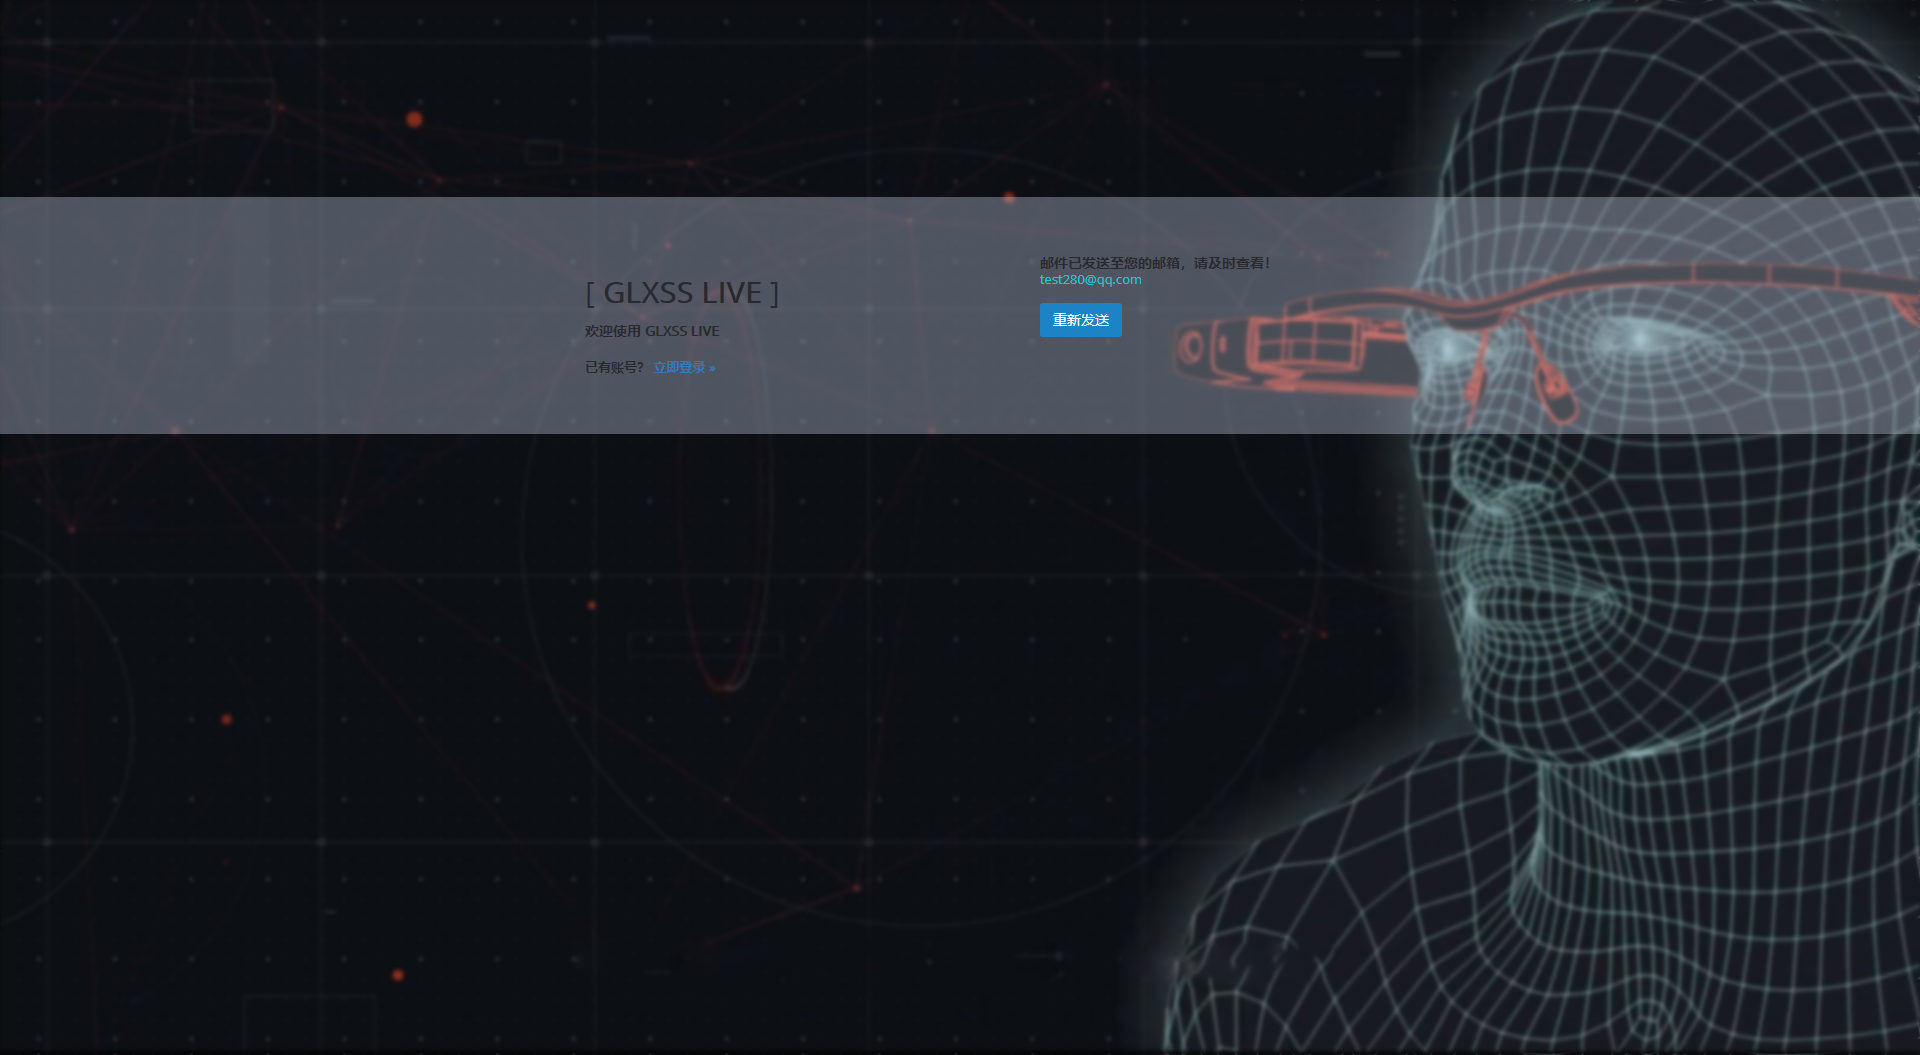 [ GLXSS LIVE ]
欢迎使用 GLXSS LIVE
已有账号? 立即登录 »
邮件已发送至您的邮箱，请及时查看!
test280@qq.com
重新发送